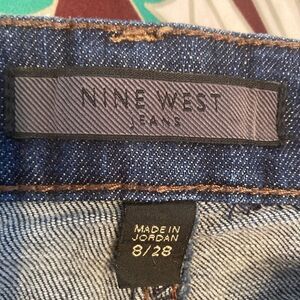 NINE WEST
JEANS
MADE IN
JORDAN
8/28